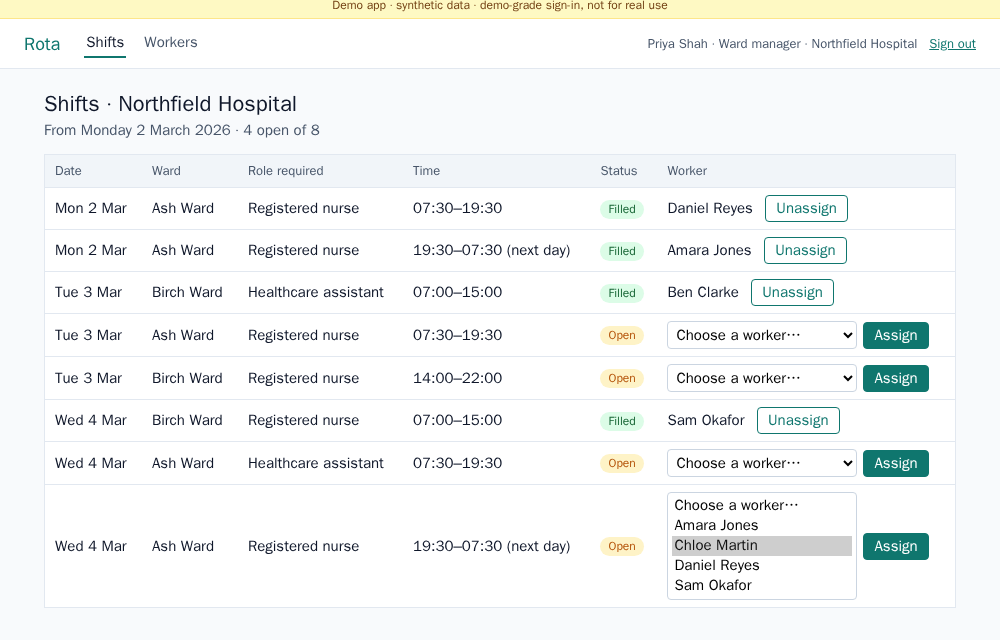 Demo app · synthetic data · demo-grade sign-in, not for real use
Rota Shifts Workers Priya Shah · Ward manager · Northfield Hospital Sign out
Shifts · Northfield Hospital
From Monday 2 March 2026 · 4 open of 8
Date Ward Role required Time Status Worker
Mon 2 Mar Ash Ward Registered nurse 07:30–19:30 Filled Daniel Reyes Unassign
Mon 2 Mar Ash Ward Registered nurse 19:30–07:30 (next day) Filled Amara Jones Unassign
Tue 3 Mar Birch Ward Healthcare assistant 07:00–15:00 Filled Ben Clarke Unassign
Tue 3 Mar Ash Ward Registered nurse 07:30–19:30 Open Choose a worker… Assign
Tue 3 Mar Birch Ward Registered nurse 14:00–22:00 Open Choose a worker… Assign
Wed 4 Mar Birch Ward Registered nurse 07:00–15:00 Filled Sam Okafor Unassign
Wed 4 Mar Ash Ward Healthcare assistant 07:30–19:30 Open Choose a worker… Assign
Wed 4 Mar Ash Ward Registered nurse 19:30–07:30 (next day) Open
Choose a worker…
Amara Jones
Chloe Martin
Daniel Reyes
Sam Okafor
Assign